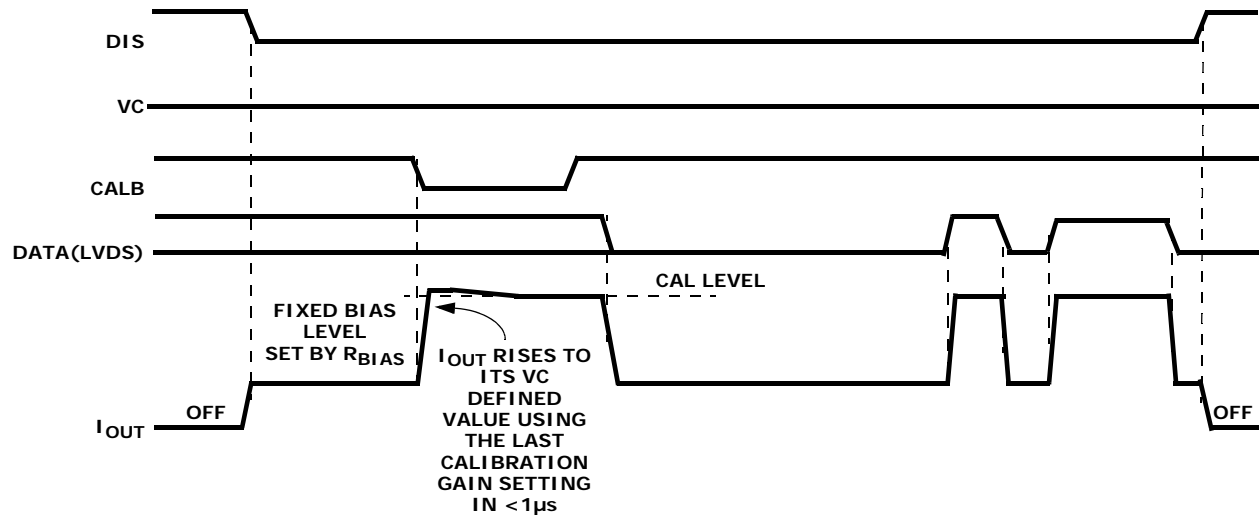 DIS
VC
CALB
DATA(LVDS)
CAL LEVEL
FIXED BIAS
LEVEL
SET BY RBIAS
IOUT RISES TO
ITS VC
DEFINED
VALUE USING
THE LAST
CALIBRATION
GAIN SETTING
IN <1µs
OFF
IOUT
OFF